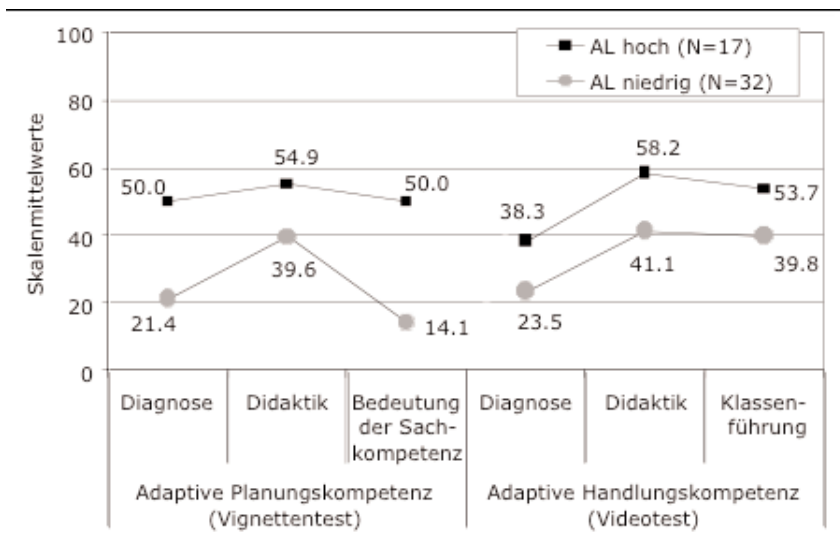 100
80
60
40
20
0
Skalenmittelwerte
AL hoch (N=17)
AL niedrig (N=32)
50.0
54.9
50.0
38.3
58.2
53.7
21.4
39.6
14.1
23.5
41.1
39.8
Diagnose
Didaktik
Bedeutung
der Sach-
kompetenz
Diagnose
Didaktik
Klassen-
führung
Adaptive Planungskompetenz
(Vignettentest)
Adaptive Handlungskompetenz
(Videotest)